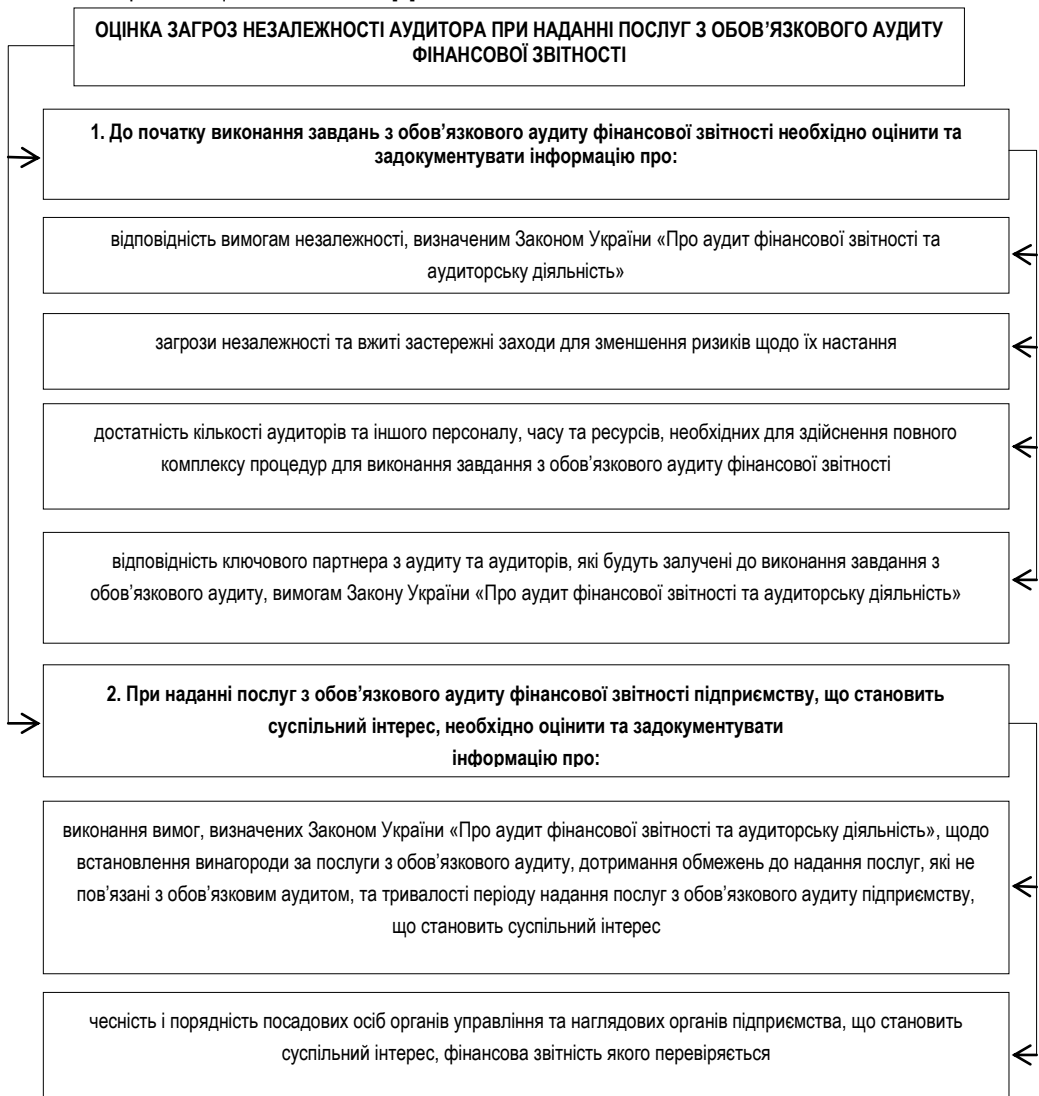 ОЦІНКА ЗАГРОЗ НЕЗАЛЕЖНОСТІ АУДИТОРА ПРИ НАДАННІ ПОСЛУГ З ОБОВ’ЯЗКОВОГО АУДИТУ
ФІНАНСОВОЇ ЗВІТНОСТІ
1. До початку виконання завдань з обов’язкового аудиту фінансової звітності необхідно оцінити та
задокументувати інформацію про:
відповідність вимогам незалежності, визначеним Законом України «Про аудит фінансової звітності та
аудиторську діяльність»
загрози незалежності та вжиті застережні заходи для зменшення ризиків щодо їх настання
достатність кількості аудиторів та іншого персоналу, часу та ресурсів, необхідних для здійснення повного
комплексу процедур для виконання завдання з обов’язкового аудиту фінансової звітності
відповідність ключового партнера з аудиту та аудиторів, які будуть залучені до виконання завдання з
обов’язкового аудиту, вимогам Закону України «Про аудит фінансової звітності та аудиторську діяльність»
2. При наданні послуг з обов’язкового аудиту фінансової звітності підприємству, що становить
суспільний інтерес, необхідно оцінити та задокументувати
інформацію про:
виконання вимог, визначених Законом України «Про аудит фінансової звітності та аудиторську діяльність», щодо
встановлення винагороди за послуги з обов’язкового аудиту, дотримання обмежень до надання послуг, які не
пов’язані з обов’язковим аудитом, та тривалості періоду надання послуг з обов’язкового аудиту підприємству,
що становить суспільний інтерес
чесність і порядність посадових осіб органів управління та наглядових органів підприємства, що становить
суспільний інтерес, фінансова звітність якого перевіряється